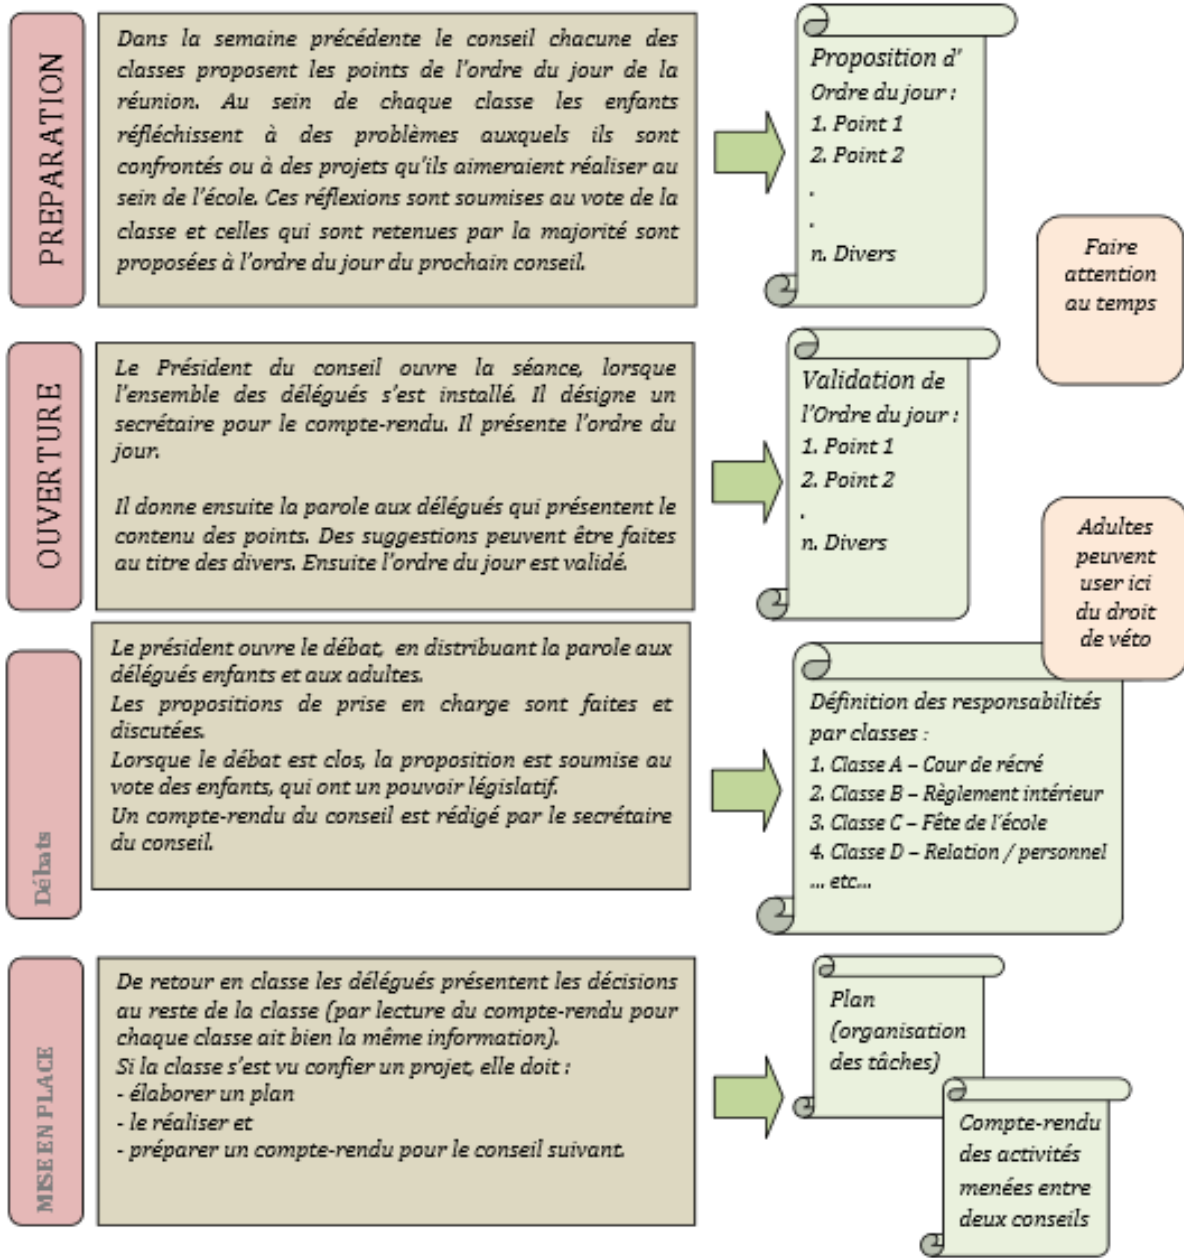 PREPARATION
Dans la semaine précédente le conseil chacune des
classes proposent les points de l'ordre du jour de la
réunion. Au sein de chaque classe les enfants
réfléchissent à des problèmes auxquels ils sont
confrontés ou à des projets qu'ils aimeraient réaliser au
sein de l'école. Ces réflexions sont soumises au vote de la
classe et celles qui sont retenues par la majorité sont
proposées à l'ordre du jour du prochain conseil.
Proposition d'
Ordre du jour :
1. Point 1
2. Point 2
.
.
n. Divers
Faire
attention
au temps
OUVERTURE
Le Président du conseil ouvre la séance, lorsque
l'ensemble des délégués s'est installé. Il désigne un
secrétaire pour le compte-rendu. Il présente l'ordre du
jour.
Il donne ensuite la parole aux délégués qui présentent le
contenu des points. Des suggestions peuvent être faites
au titre des divers. Ensuite l'ordre du jour est validé.
Validation de
l'Ordre du jour :
1. Point 1
2. Point 2
.
n. Divers
Adultes
peuvent
user ici
du droit
de véto
Débats
Le président ouvre le débat, en distribuant la parole aux
délégués enfants et aux adultes.
Les propositions de prise en charge sont faites et
discutées.
Lorsque le débat est clos, la proposition est soumise au
vote des enfants, qui ont un pouvoir législatif.
Un compte-rendu du conseil est rédigé par le secrétaire
du conseil.
Définition des responsabilités
par classes :
1. Classe A – Cour de récré
2. Classe B – Règlement intérieur
3. Classe C – Fête de l'école
4. Classe D – Relation / personnel
... etc...
MISE EN PLACE
De retour en classe les délégués présentent les décisions
au reste de la classe (par lecture du compte-rendu pour
chaque classe ait bien la même information).
Si la classe s'est vu confier un projet, elle doit :
- élaborer un plan
- le réaliser et
- préparer un compte-rendu pour le conseil suivant.
Plan
(organisation
des tâches)
Compte-rendu
des activités
menées entre
deux conseils